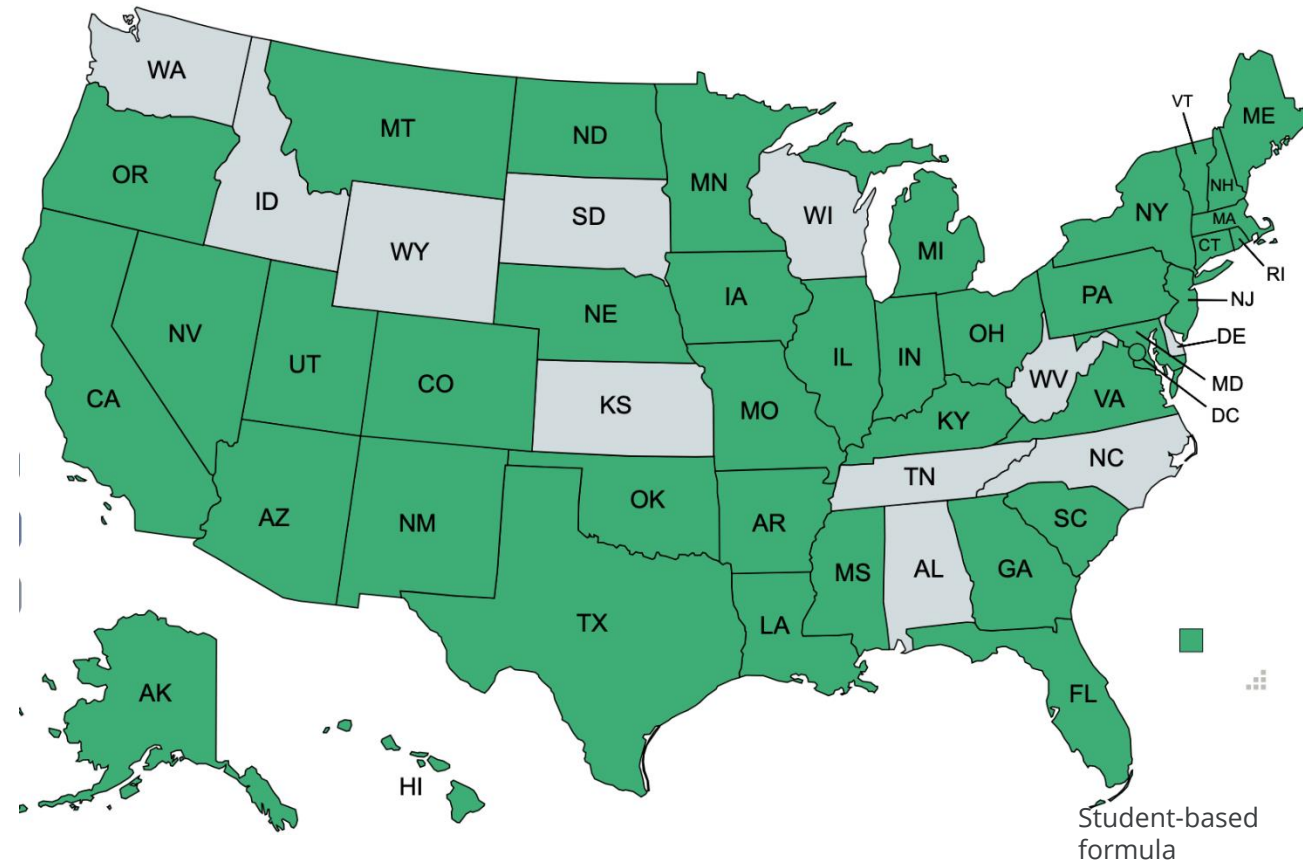 WA
MT
ND
MN
VT
ME
OR
ID
SD
WI
NY
NH
MA
WY
MI
CT
RI
IA
PA
NJ
NE
NV
UT
CO
IL
IN
OH
DE
WV
MD
CA
KS
MO
KY
VA
DC
TN
NC
AZ
NM
OK
AR
SC
MS
AL
GA
TX
LA
AK
FL
HI
Student-based
formula